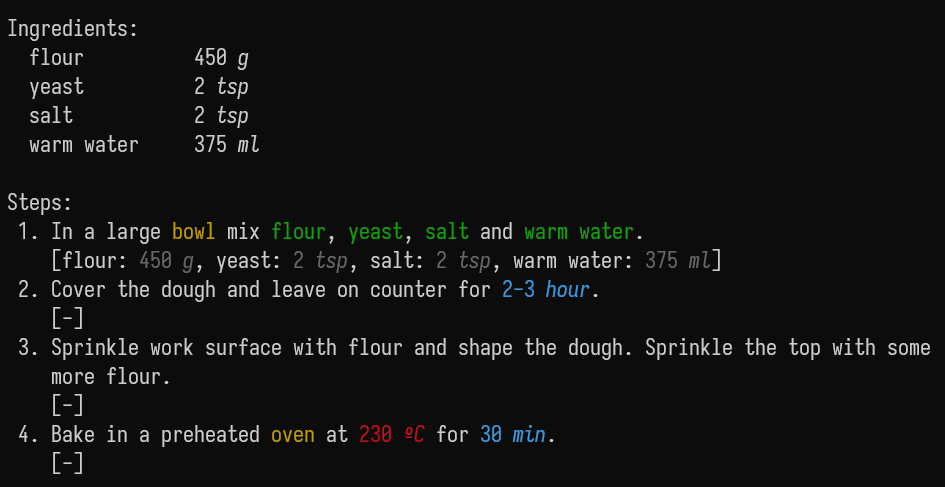 Ingredients:
flour 450 g
yeast 2 tsp
salt 2 tsp
warm water 375 ml
Steps:
1. In a large bowl mix flour, yeast, salt and warm water.
[flour: 450 g, yeast: 2 tsp, salt: 2 tsp, warm water: 375 ml]
2. Cover the dough and leave on counter for 2–3 hour.
[–]
3. Sprinkle work surface with flour and shape the dough. Sprinkle the top with some
more flour.
[–]
4. Bake in a preheated oven at 230 ºC for 30 min.
[–]